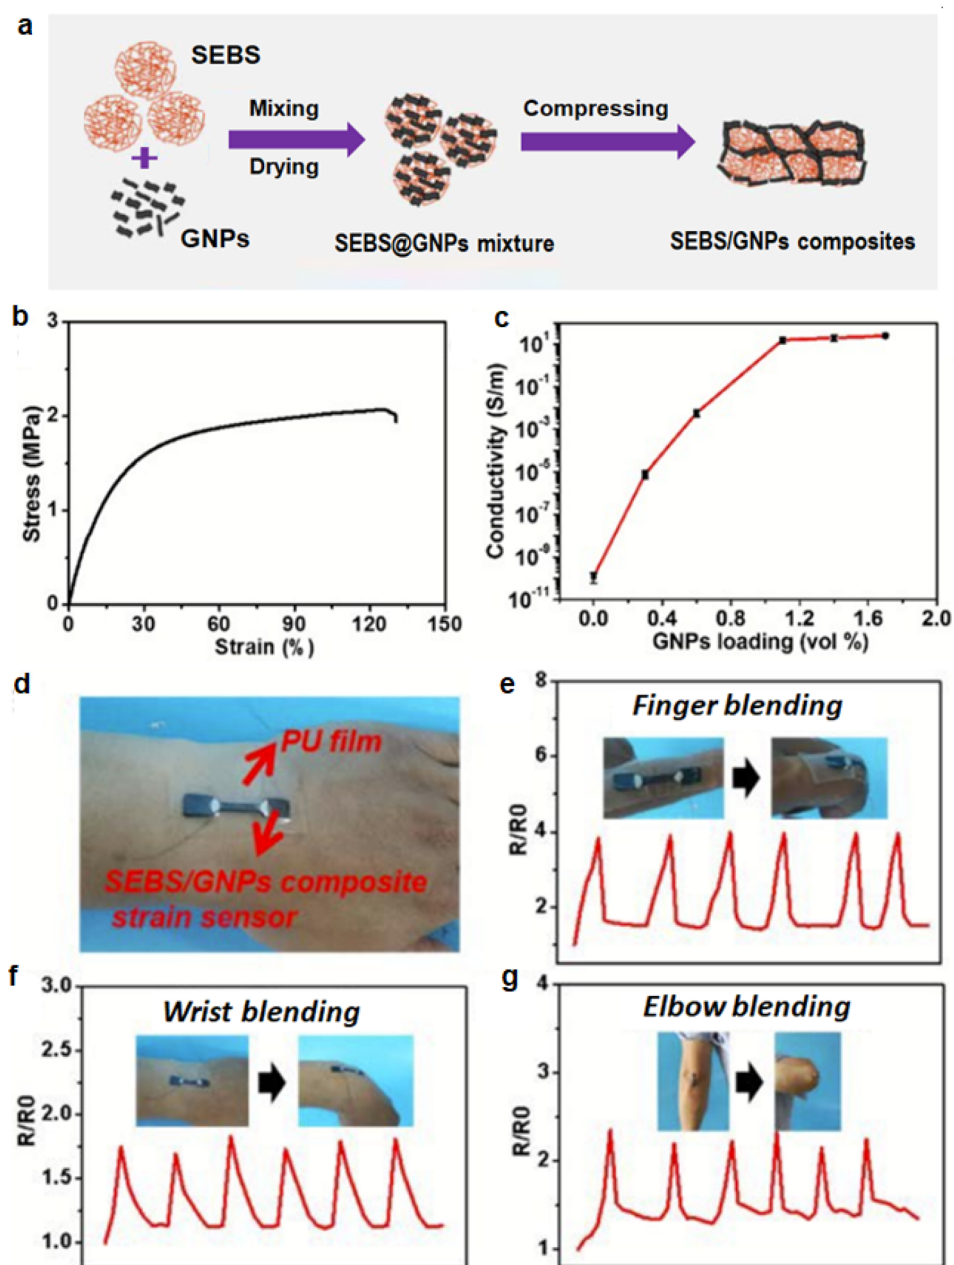 a
SEBS
+
GNPs
Mixing
Drying
SEBS@GNPs mixture
Compressing
SEBS/GNPs composites
b
3
2
1
0
Stress (MPa)
0 30 60 90 120 150
Strain (%)
c
10¹
10⁻¹
10⁻³
10⁻⁵
10⁻⁷
10⁻⁹
10⁻¹¹
Conductivity (S/m)
0.0 0.4 0.8 1.2 1.6 2.0
GNPs loading (vol %)
d
PU film
SEBS/GNPs composite
strain sensor
e
8
6
4
2
R/R0
Finger blending
f
3.0
2.5
2.0
1.5
1.0
R/R0
Wrist blending
g
4
3
2
1
R/R0
Elbow blending